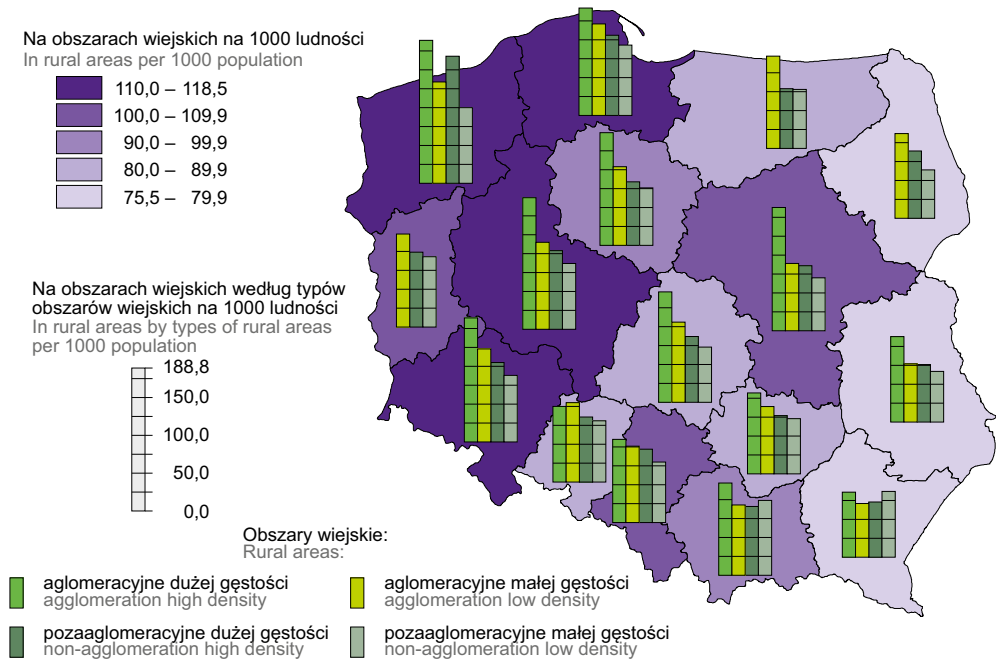 Na obszarach wiejskich na 1000 ludności
In rural areas per 1000 population
110,0 – 118,5
100,0 – 109,9
90,0 – 99,9
80,0 – 89,9
75,5 – 79,9
Na obszarach wiejskich według typów
obszarów wiejskich na 1000 ludności
In rural areas by types of rural areas
per 1000 population
188,8
150,0
100,0
50,0
0,0
Obszary wiejskie:
Rural areas:
aglomeracyjne dużej gęstości
agglomeration high density
aglomeracyjne małej gęstości
agglomeration low density
pozaaglomeracyjne dużej gęstości
non-agglomeration high density
pozaaglomeracyjne małej gęstości
non-agglomeration low density